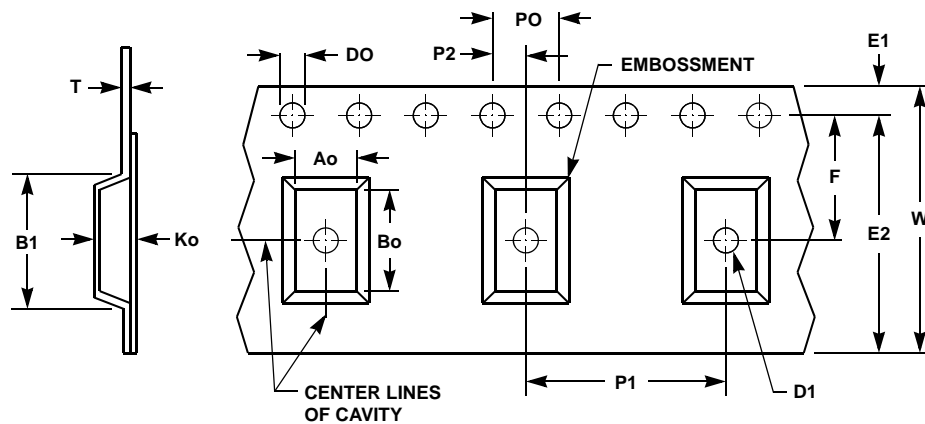 PO
E1
DO
P2
EMBOSSMENT
T
Ao
F
W
B1
Ko
Bo
E2
P1
D1
CENTER LINES
OF CAVITY